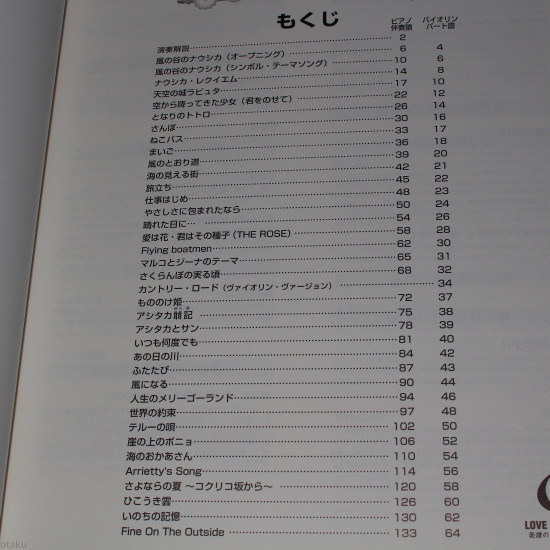 もくじ
ピアノ伴奏譜 バイオリンパート譜
演奏解説 2
風の谷のナウシカ（オープニング） 6 4
風の谷のナウシカ（シンボル・テーマソング） 10 6
ナウシカ・レクイエム 14 8
天空の城ラピュタ 17 10
空から降ってきた少女（君をのせて） 22 12
となりのトトロ 26 14
さんぽ 30 16
ねこバス 33 17
まいご 36 18
風のとおり道 39 20
海の見える街 42 21
旅立ち 45 22
仕事はじめ 48 23
やさしさに包まれたなら 50 24
晴れた日に… 54 26
愛は花・君はその種子（THE ROSE） 58 28
Flying boatmen 62 30
マルコとジーナのテーマ 65 31
さくらんぼの実る頃 68 32
カントリー・ロード（ヴァイオリン・ヴァージョン） 34
もののけ姫 72 37
アシタカ𦻙記 75 38
アシタカとサン 78 39
いつも何度でも 81 40
あの日の川 84 42
ふたたび 87 43
風になる 90 44
人生のメリーゴーランド 94 46
世界の約束 97 48
テルーの唄 102 50
崖の上のポニョ 106 52
海のおかあさん 110 54
Arrietty's Song 114 56
さよならの夏 〜コクリコ坂から〜 120 58
ひこうき雲 126 60
いのちの記憶 130 62
Fine On The Outside 133 64
LOVE
otaku